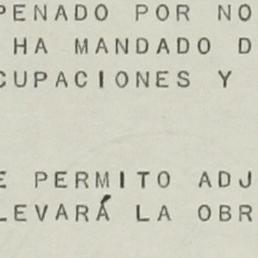 PENADO POR NO
HA MANDADO D
CUPACIONES Y
E PERMITO ADJ
LEVARÁ LA OBR